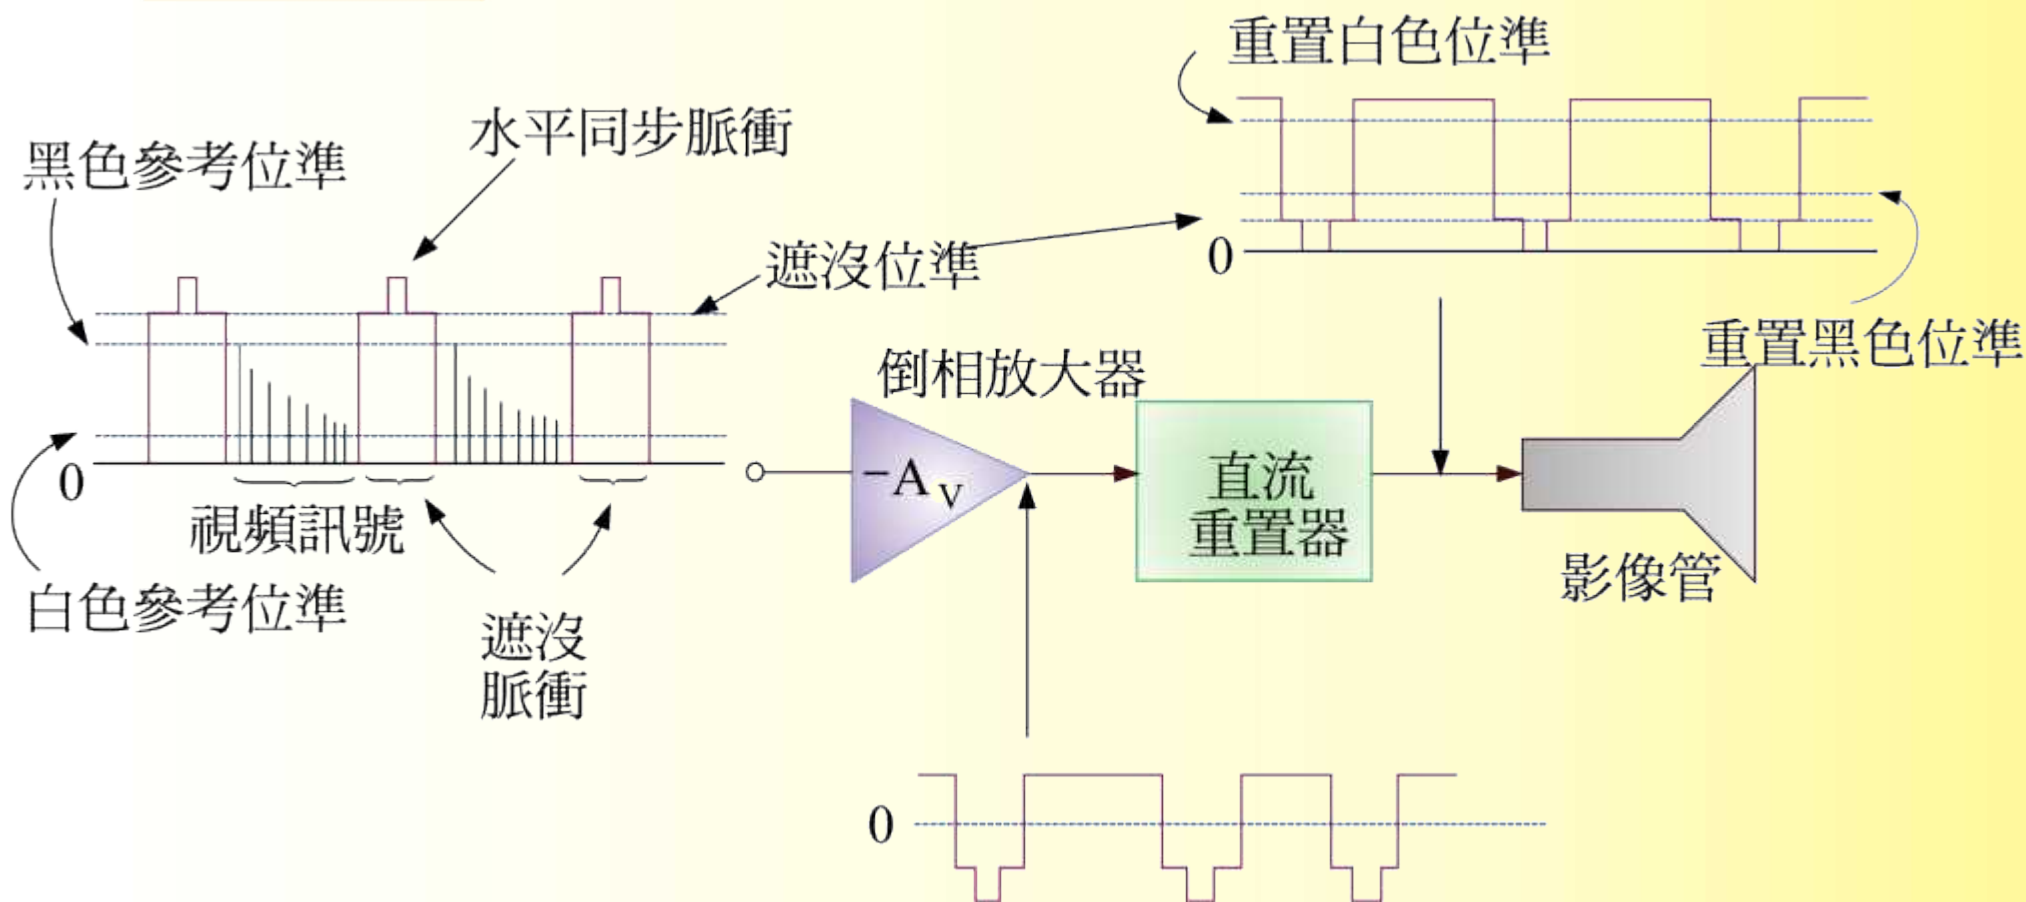 重置白色位準
水平同步脈衝
黑色參考位準
遮沒位準
0
重置黑色位準
倒相放大器
0
−AV
直流
重置器
視頻訊號
影像管
白色參考位準
遮沒
脈衝
0